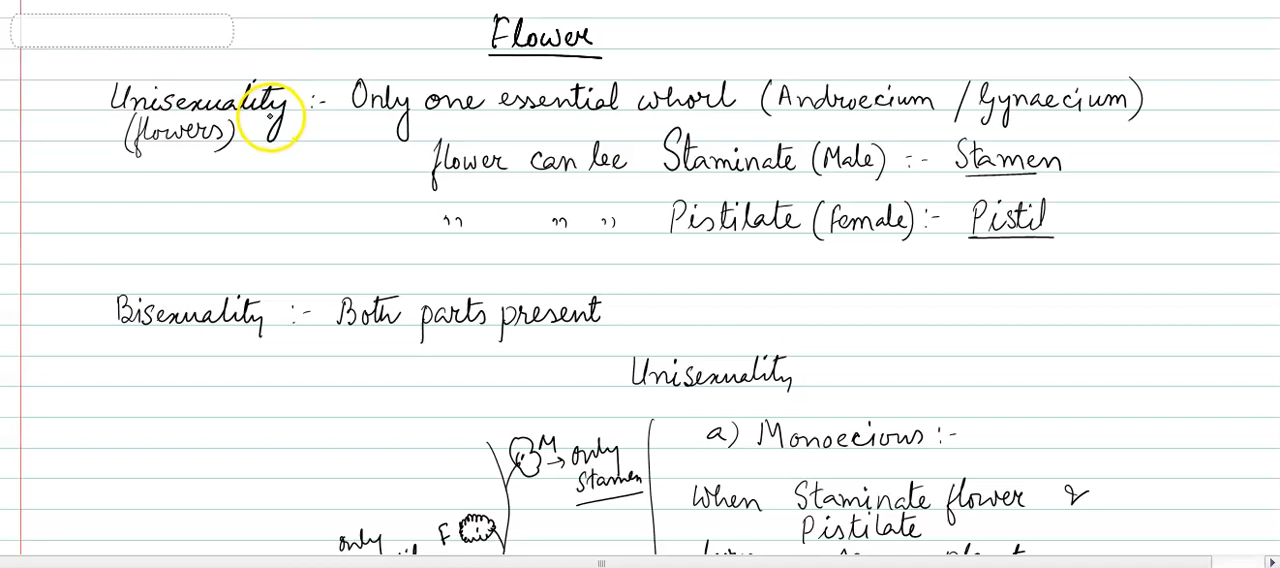 Flower
Unisexuality :- Only one essential whorl (Androecium / Gynaecium)
(flowers)
flower can be Staminate (Male) :- Stamen
" " " Pistilate (female) :- Pistil
Bisexuality :- Both parts present
Unisexuality
M → only
Stamen
F
only
a) Monoecious :-
When Staminate flower &
Pistilate